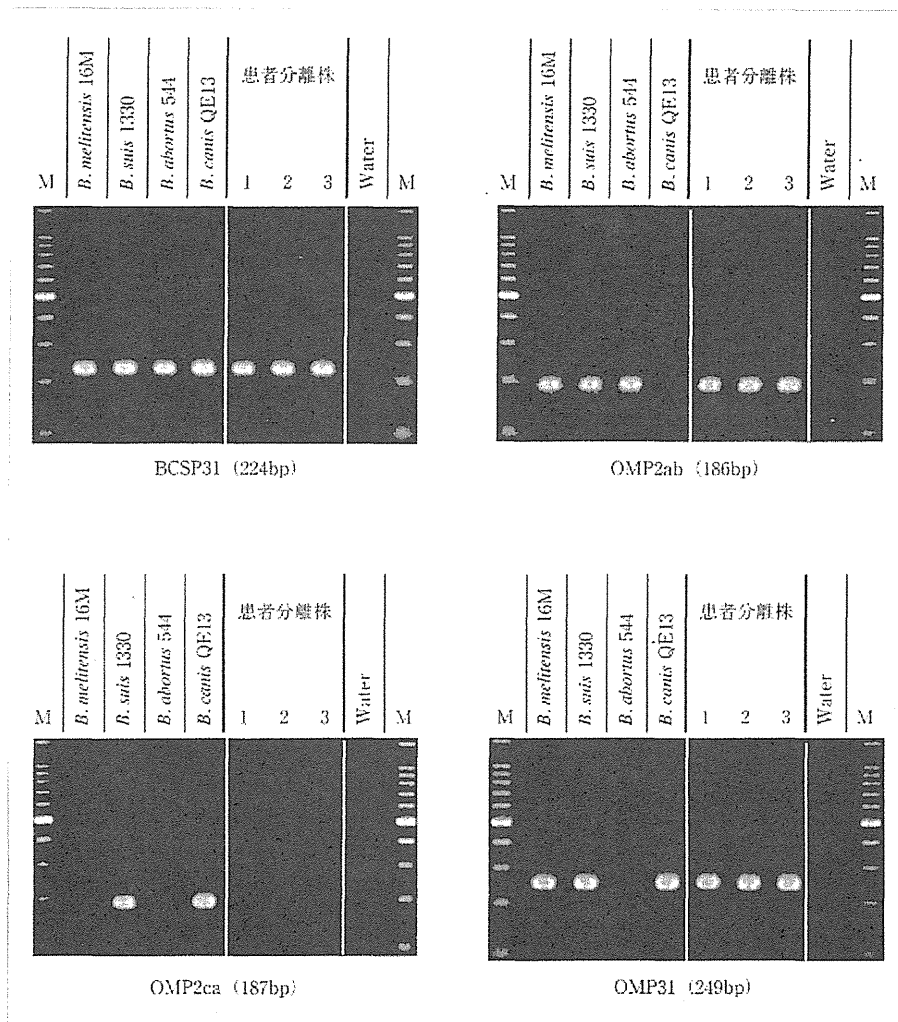 M B. melitensis 16M B. suis 1330 B. abortus 544 B. canis QE13 患者分離株 1 2 3 Water M
BCSP31 (224bp)
M B. melitensis 16M B. suis 1330 B. abortus 544 B. canis QE13 患者分離株 1 2 3 Water M
OMP2ab (186bp)
M B. melitensis 16M B. suis 1330 B. abortus 544 B. canis QE13 患者分離株 1 2 3 Water M
OMP2ca (187bp)
M B. melitensis 16M B. suis 1330 B. abortus 544 B. canis QE13 患者分離株 1 2 3 Water M
OMP31 (249bp)